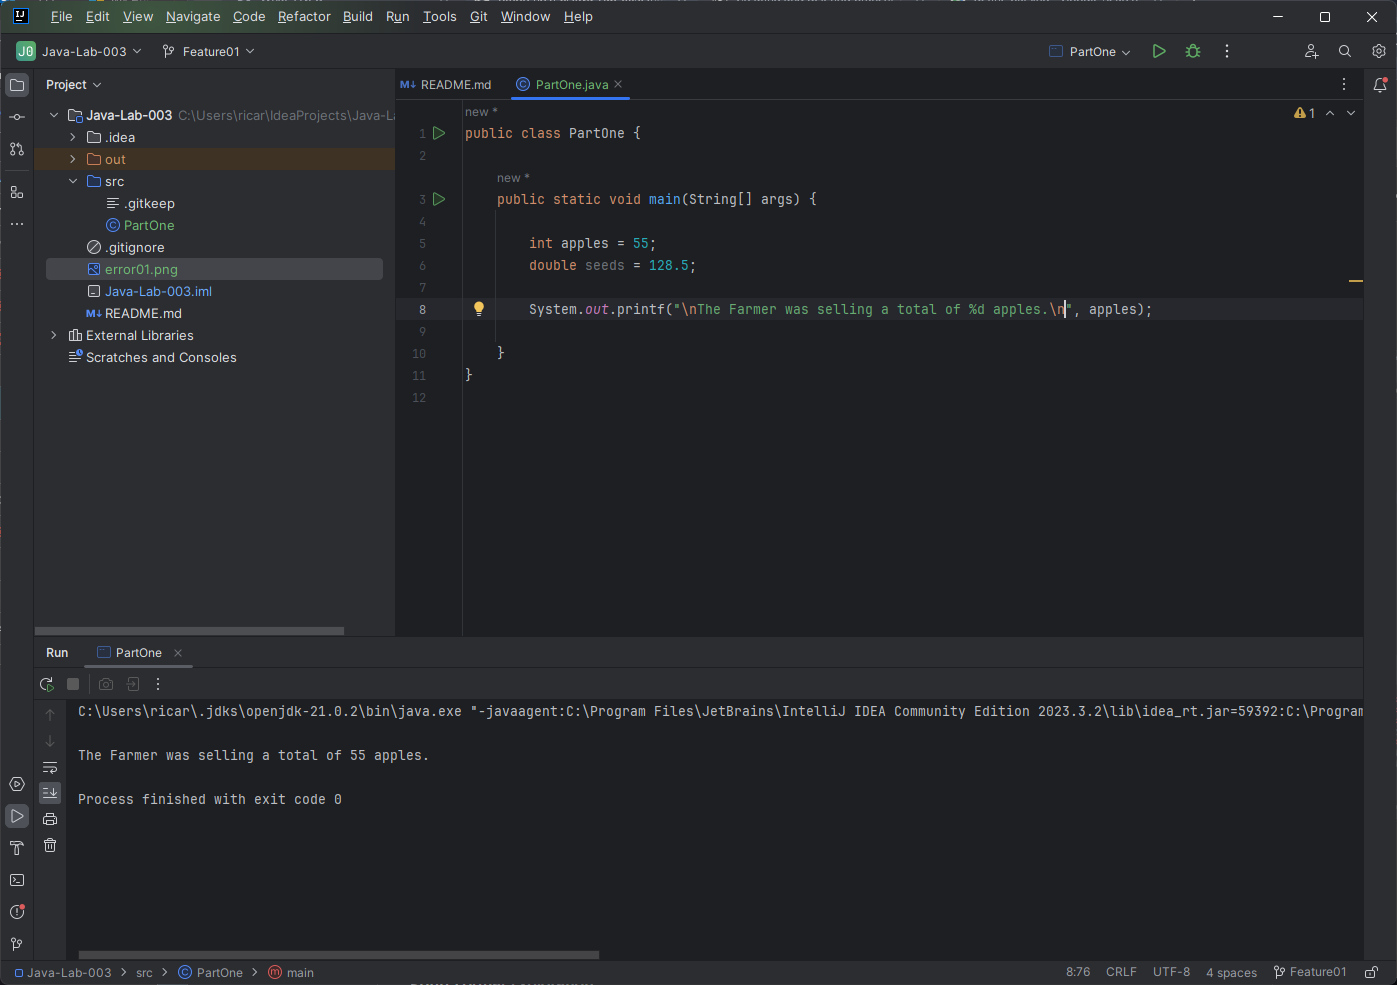 File Edit View Navigate Code Refactor Build Run Tools Git Window Help
J0 Java-Lab-003 Feature01 PartOne
Project
README.md PartOne.java
Java-Lab-003 C:\Users\ricar\IdeaProjects\Java-L
.idea
out
src
.gitkeep
PartOne
.gitignore
error01.png
Java-Lab-003.iml
README.md
External Libraries
Scratches and Consoles
new *
1
1 public class PartOne {
2
new *
3 public static void main(String[] args) {
4
5 int apples = 55;
6 double seeds = 128.5;
7
8 System.out.printf("\nThe Farmer was selling a total of %d apples.\n", apples);
9
10 }
11 }
12
Run PartOne
C:\Users\ricar\.jdks\openjdk-21.0.2\bin\java.exe "-javaagent:C:\Program Files\JetBrains\IntelliJ IDEA Community Edition 2023.3.2\lib\idea_rt.jar=59392:C:\Program
The Farmer was selling a total of 55 apples.
Process finished with exit code 0
Java-Lab-003 > src > PartOne > main 8:76 CRLF UTF-8 4 spaces Feature01